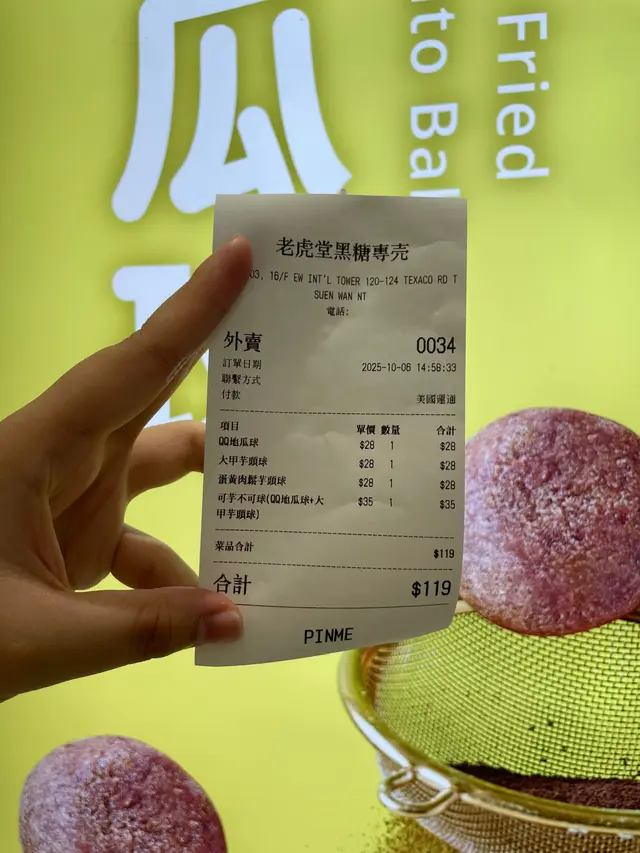 瓜
Fried
Bal
老虎堂黑糖専売
03, 16/F EW INT'L TOWER 120-124 TEXACO RD T
SUEN WAN NT
電話:
外賣 0034
訂單日期 2025-10-06 14:58:33
聯繫方式
付款 美國運通
項目 單價 數量 合計
QQ地瓜球 $28 1 $28
大甲芋頭球 $28 1 $28
蛋黃肉鬆芋頭球 $28 1 $28
可芋不可球(QQ地瓜球+大 $35 1 $35
甲芋頭球)
菜品合計 $119
合計 $119
PINME